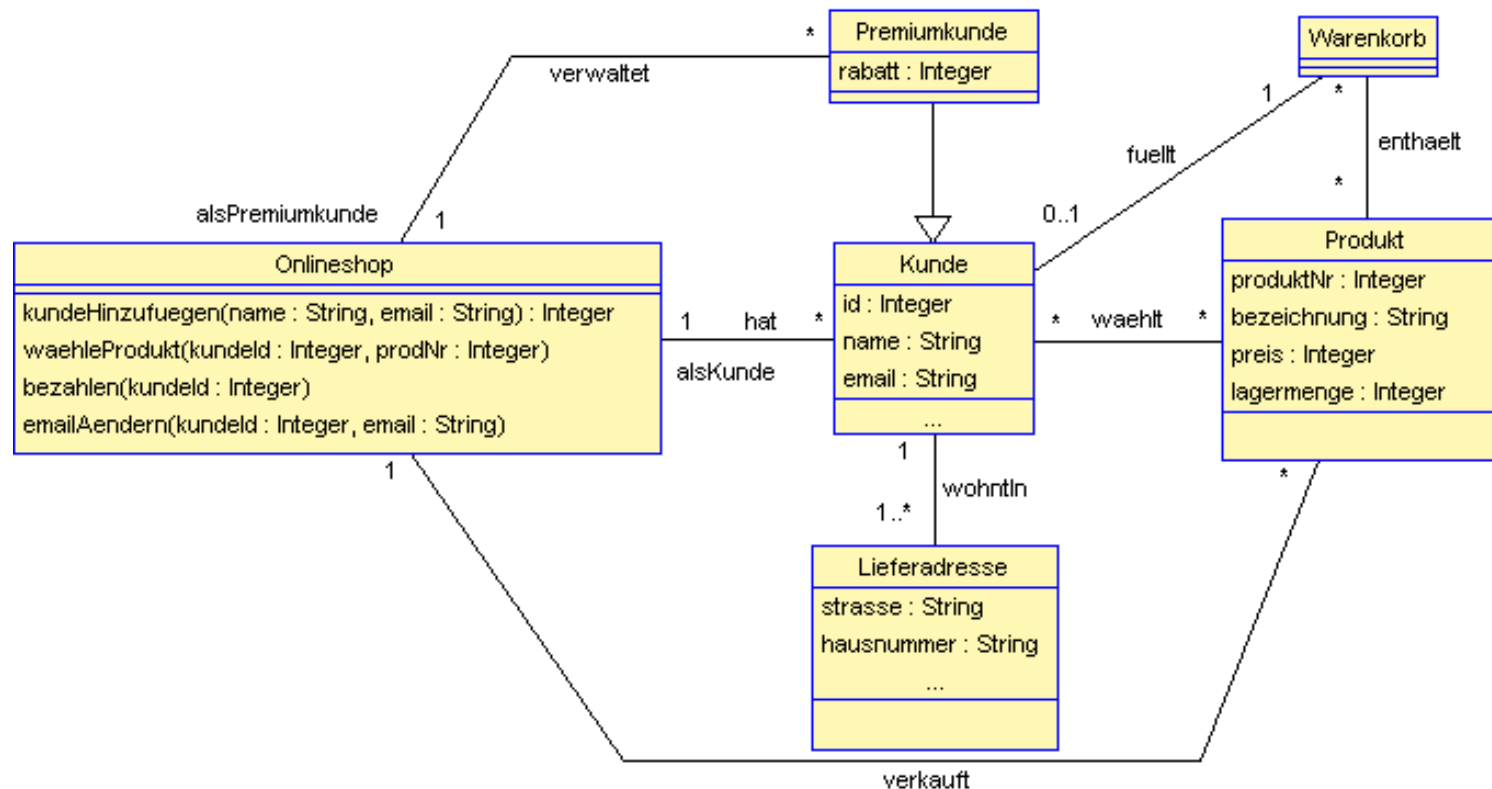 Premiumkunde
rabatt : Integer
*
verwaltet
alsPremiumkunde
1
Warenkorb
1
*
fuellt
enthaelt
0..1
*
Onlineshop
kundeHinzufuegen(name : String, email : String) : Integer
waehleProdukt(kundeId : Integer, prodNr : Integer)
bezahlen(kundeId : Integer)
emailAendern(kundeId : Integer, email : String)
1
hat
*
alsKunde
Kunde
id : Integer
name : String
email : String
...
*
waehlt
*
Produkt
produktNr : Integer
bezeichnung : String
preis : Integer
lagermenge : Integer
1
wohntIn
1..*
Lieferadresse
strasse : String
hausnummer : String
...
1
*
verkauft